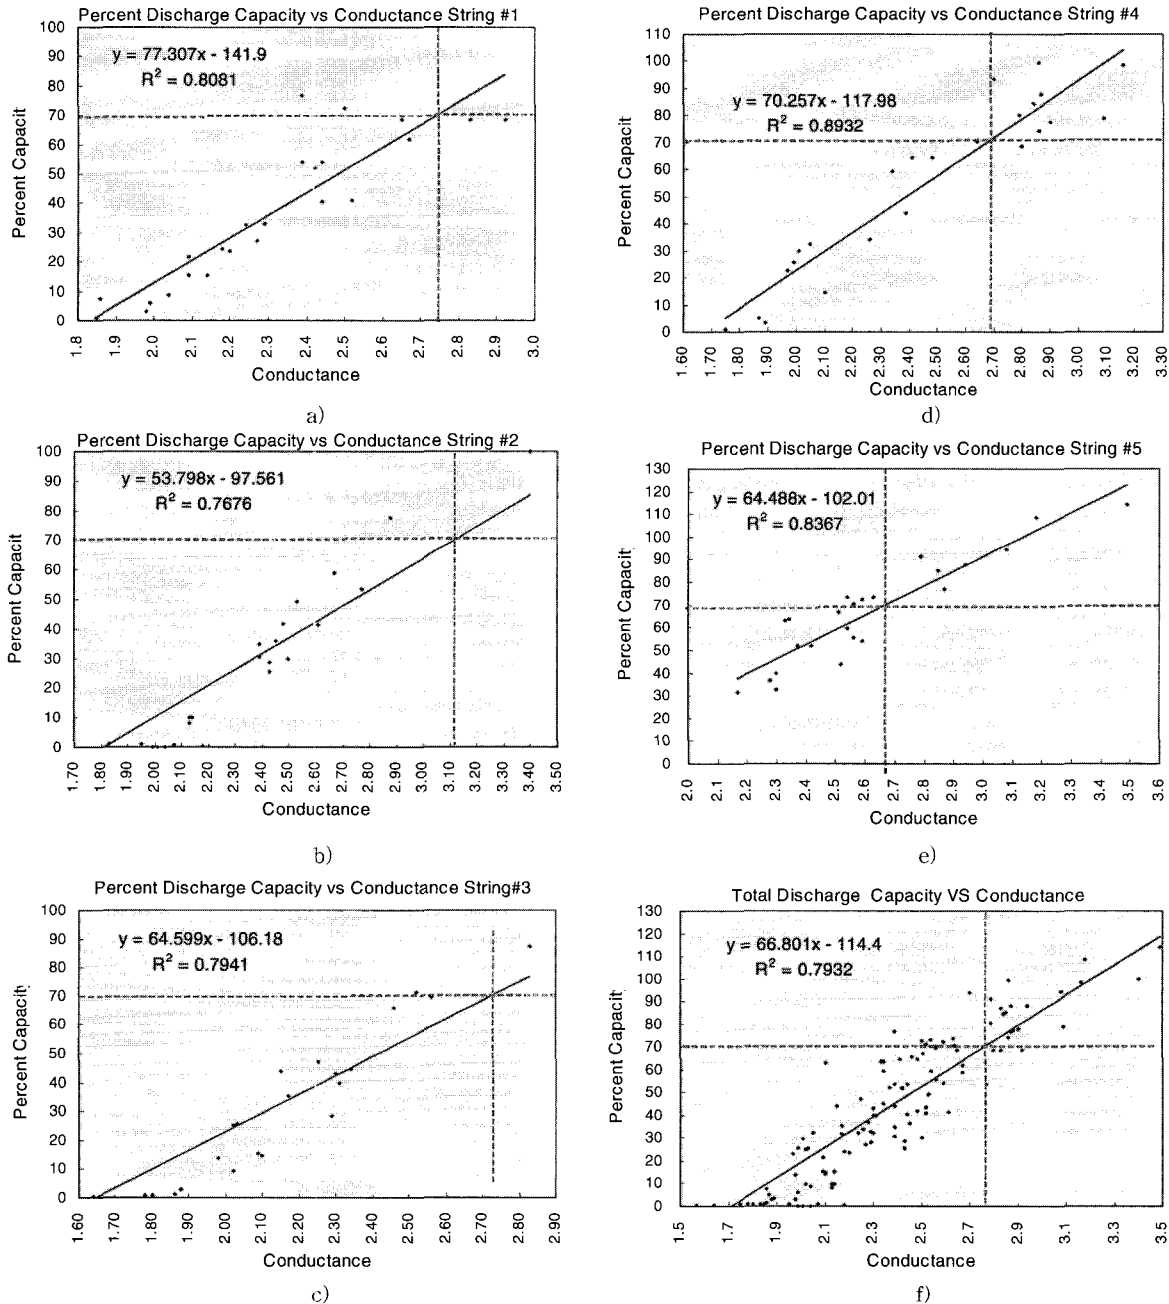 Percent Discharge Capacity vs Conductance String #1
100
90
80
70
60
50
40
30
20
10
0
y = 77.307x - 141.9
R² = 0.8081
Percent Capacit
1.8 1.9 2.0 2.1 2.2 2.3 2.4 2.5 2.6 2.7 2.8 2.9 3.0
Conductance
a)
Percent Discharge Capacity vs Conductance String #2
100
90
80
70
60
50
40
30
20
10
0
y = 53.798x - 97.561
R² = 0.7676
Percent Capacit
1.70 1.80 1.90 2.00 2.10 2.20 2.30 2.40 2.50 2.60 2.70 2.80 2.90 3.00 3.10 3.20 3.30 3.40 3.50
Conductance
b)
Percent Discharge Capacity vs Conductance String#3
100
90
80
70
60
50
40
30
20
10
0
y = 64.599x - 106.18
R² = 0.7941
Percent Capacit
1.60 1.70 1.80 1.90 2.00 2.10 2.20 2.30 2.40 2.50 2.60 2.70 2.80 2.90
Conductance
c)
Percent Discharge Capacity vs Conductance String #4
110
100
90
80
70
60
50
40
30
20
10
0
y = 70.257x - 117.98
R² = 0.8932
Percent Capacit
1.60 1.70 1.80 1.90 2.00 2.10 2.20 2.30 2.40 2.50 2.60 2.70 2.80 2.90 3.00 3.10 3.20 3.30
Conductance
d)
Percent Discharge Capacity vs Conductance String #5
130
120
110
100
90
80
70
60
50
40
30
20
10
0
y = 64.488x - 102.01
R² = 0.8367
Percent Capacit
2.0 2.1 2.2 2.3 2.4 2.5 2.6 2.7 2.8 2.9 3.0 3.1 3.2 3.3 3.4 3.5 3.6
Conductance
e)
Total Discharge Capacity VS Conductance
130
120
110
100
90
80
70
60
50
40
30
20
10
0
y = 66.801x - 114.4
R² = 0.7932
Percent Capacit
1.5 1.7 1.9 2.1 2.3 2.5 2.7 2.9 3.1 3.3 3.5
Conductance
f)